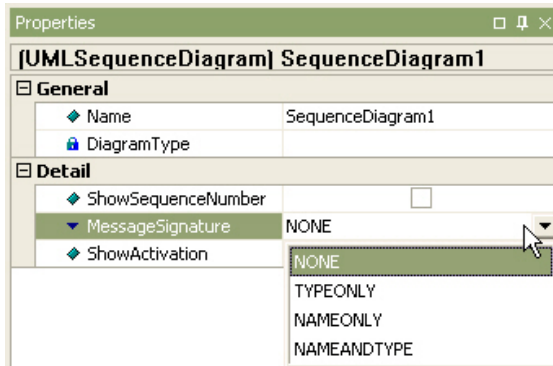 Properties
(UMLSequenceDiagram) SequenceDiagram1
General
Name SequenceDiagram1
DiagramType
Detail
ShowSequenceNumber
MessageSignature NONE
ShowActivation
NONE
TYPEONLY
NAMEONLY
NAMEANDTYPE